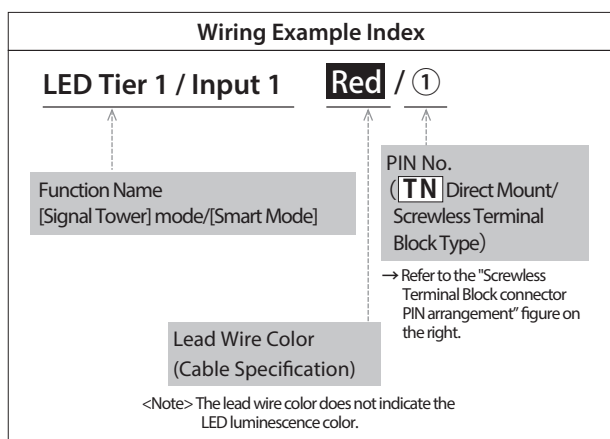 Wiring Example Index
LED Tier 1 / Input 1 Red / ①
Function Name
[Signal Tower] mode/[Smart Mode]
PIN No.
(TN Direct Mount/
Screwless Terminal
Block Type)
→ Refer to the "Screwless
Terminal Block connector
PIN arrangement" figure on
the right.
Lead Wire Color
(Cable Specification)
<Note> The lead wire color does not indicate the
LED luminescence color.